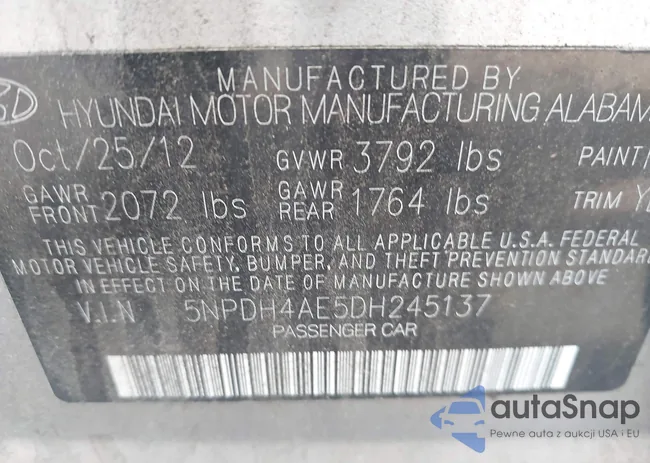 MANUFACTURED BY
HYUNDAI MOTOR MANUFACTURING ALABAM
Oct/25/12 GVWR 3792 lbs PAINT
GAWR FRONT 2072 lbs GAWR REAR 1764 lbs TRIM
THIS VEHICLE CONFORMS TO ALL APPLICABLE U.S.A. FEDERAL
MOTOR VEHICLE SAFETY, BUMPER, AND THEFT PREVENTION STANDAR
IN EFFECT ON THE DATE OF MANUFACTURE SHOWN ABOVE
V.I.N 5NPDH4AE5DH245137
PASSENGER CAR
autaSnap
Pewne auta z aukcji USA i EU